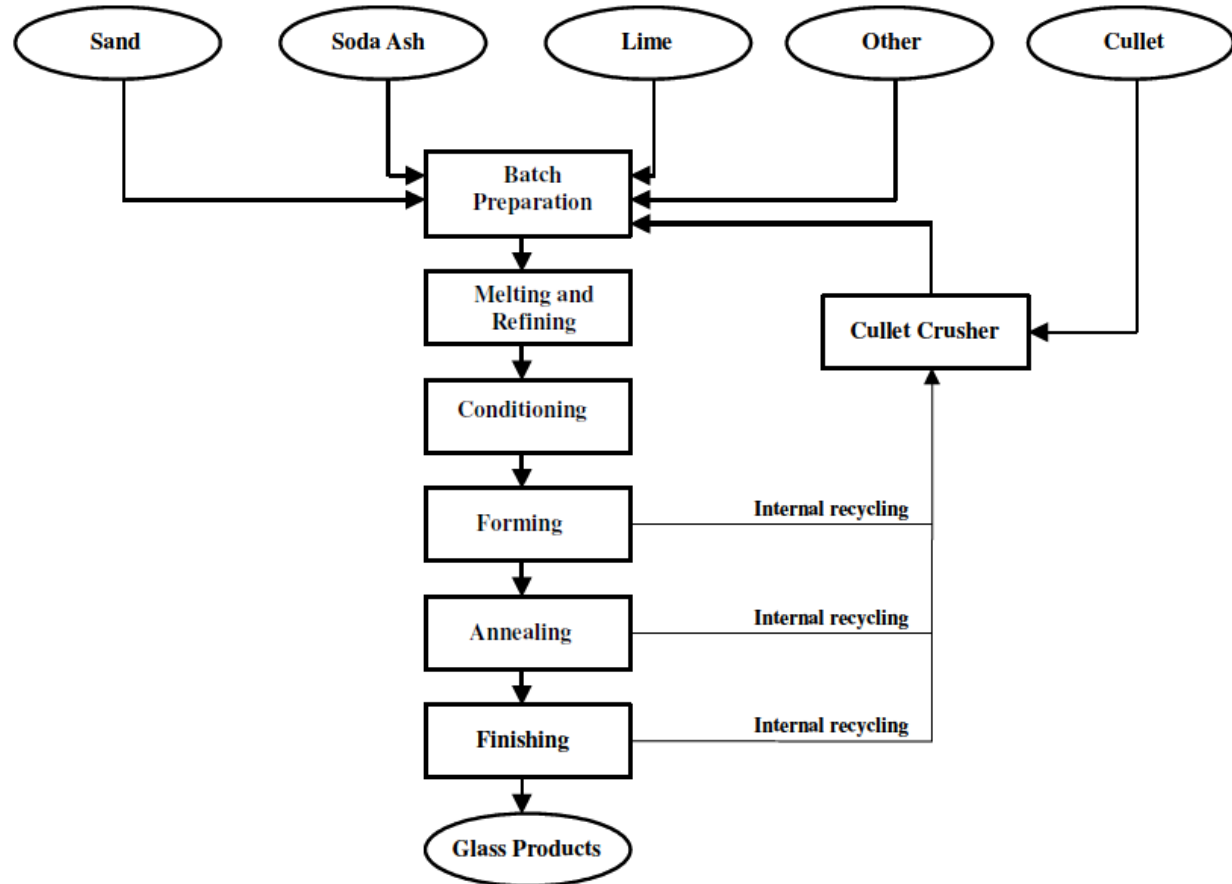 Sand
Soda Ash
Lime
Other
Cullet
Batch
Preparation
Melting and
Refining
Cullet Crusher
Conditioning
Forming
Internal recycling
Annealing
Internal recycling
Finishing
Internal recycling
Glass Products